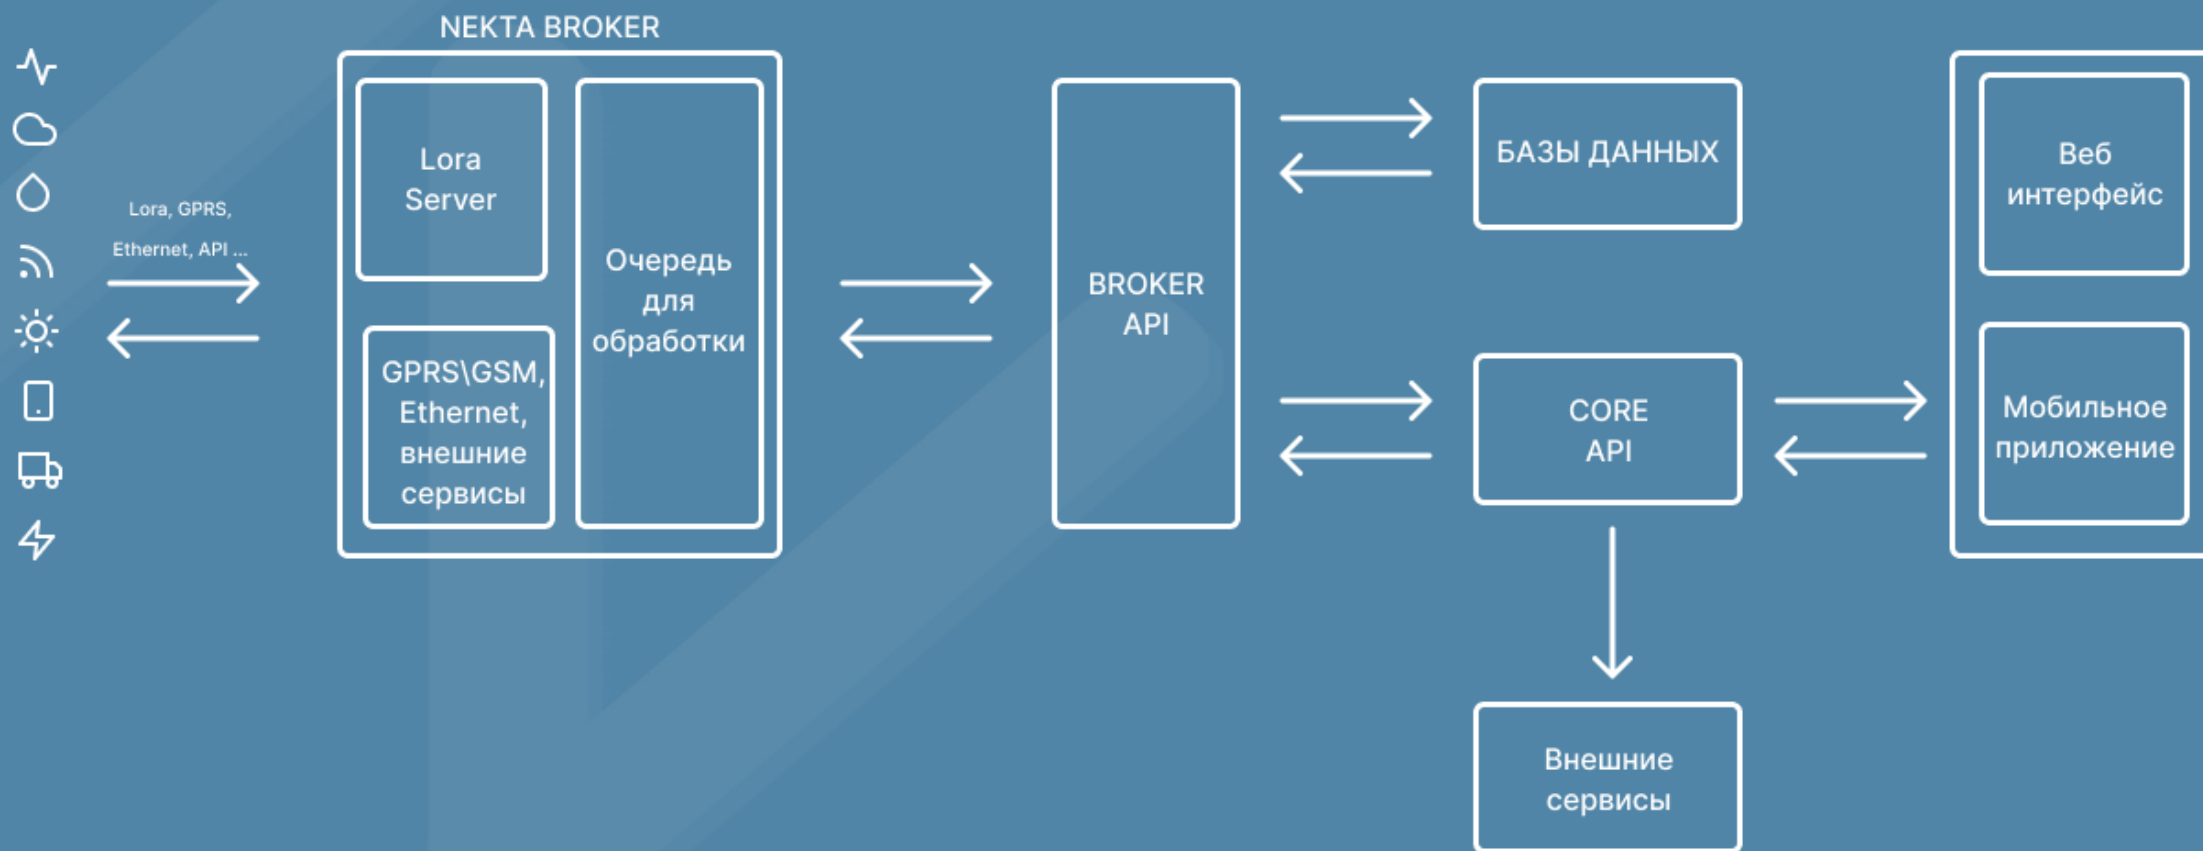 NEKTA BROKER
Lora, GPRS,
Ethernet, API ...
Lora
Server
GPRS\GSM,
Ethernet,
внешние
сервисы
Очередь
для
обработки
BROKER
API
БАЗЫ ДАННЫХ
CORE
API
Внешние
сервисы
Веб
интерфейс
Мобильное
приложение